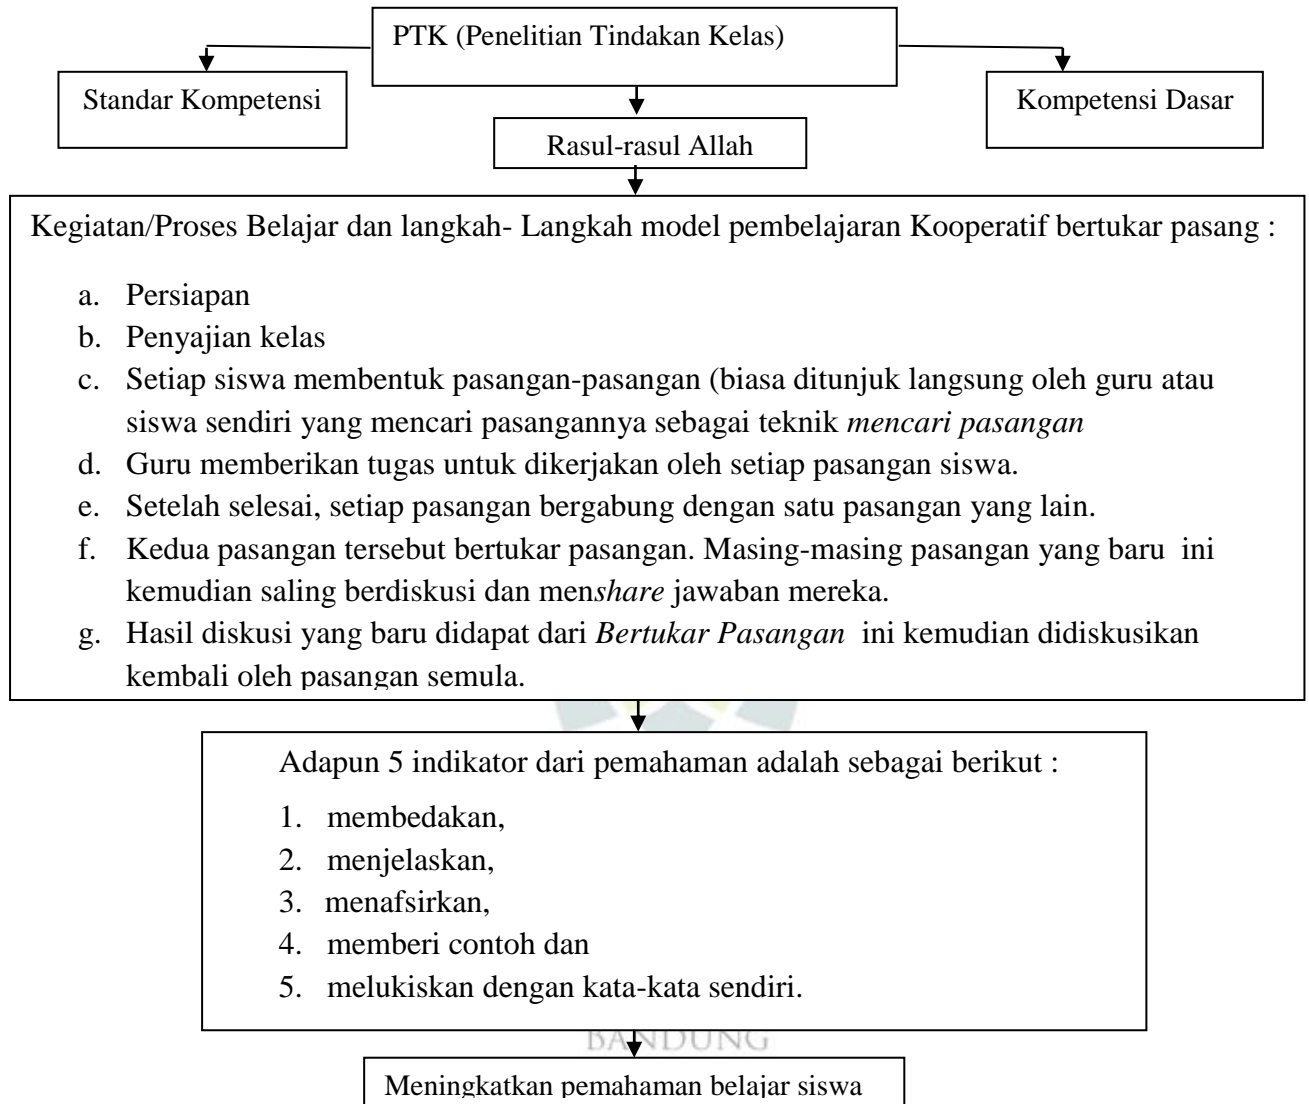 PTK (Penelitian Tindakan Kelas)
Standar Kompetensi
Kompetensi Dasar
Rasul-rasul Allah
Kegiatan/Proses Belajar dan langkah- Langkah model pembelajaran Kooperatif bertukar pasang :
a. Persiapan
b. Penyajian kelas
c. Setiap siswa membentuk pasangan-pasangan (biasa ditunjuk langsung oleh guru atau
siswa sendiri yang mencari pasangannya sebagai teknik mencari pasangan
d. Guru memberikan tugas untuk dikerjakan oleh setiap pasangan siswa.
e. Setelah selesai, setiap pasangan bergabung dengan satu pasangan yang lain.
f. Kedua pasangan tersebut bertukar pasangan. Masing-masing pasangan yang baru ini
kemudian saling berdiskusi dan menshare jawaban mereka.
g. Hasil diskusi yang baru didapat dari Bertukar Pasangan ini kemudian didiskusikan
kembali oleh pasangan semula.
Adapun 5 indikator dari pemahaman adalah sebagai berikut :
1. membedakan,
2. menjelaskan,
3. menafsirkan,
4. memberi contoh dan
5. melukiskan dengan kata-kata sendiri.
BANDUNG
Meningkatkan pemahaman belajar siswa